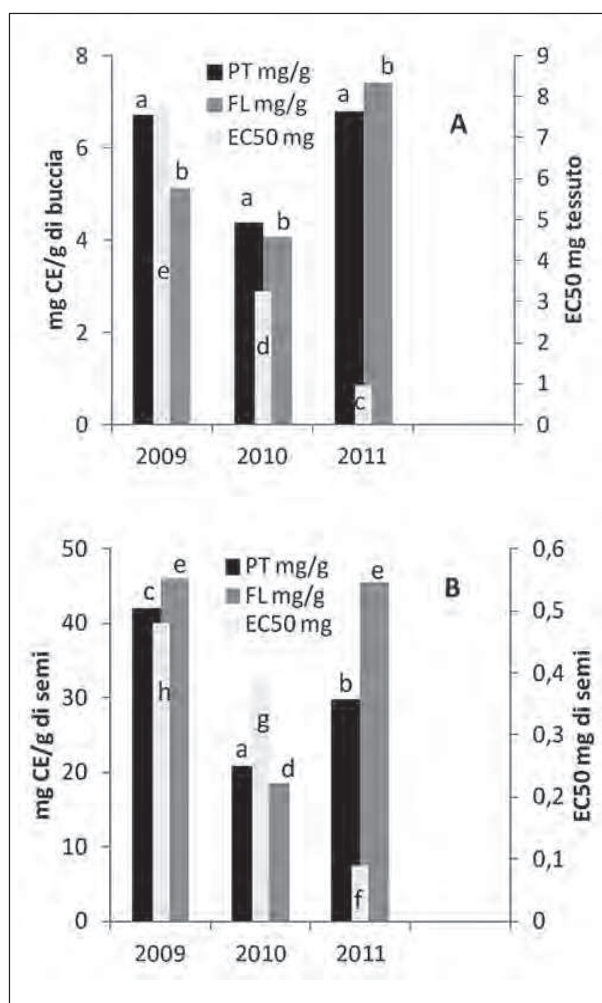 8
9
PT mg/g
FL mg/g
EC50 mg
A
a
b
a
b
a
b
e
d
c
8
7
6
6
5
4
4
3
2
2
1
0
0
mg CE/g di buccia
EC50 mg tessuto
2009 2010 2011
50
0,6
PT mg/g
FL mg/g
EC50 mg
B
c
e
a
d
b
e
h
g
f
40
0,5
30
0,4
20
0,3
10
0,2
0
0,1
0
mg CE/g di semi
EC50 mg di semi
2009 2010 2011